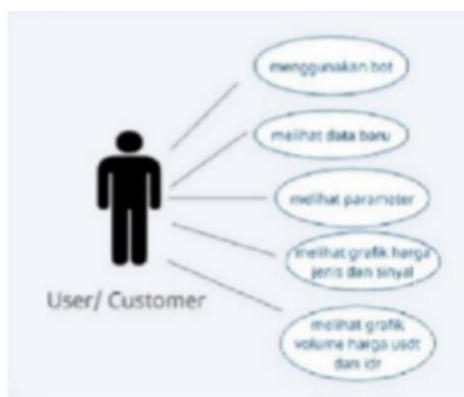 menggunakan bot
melihat data baru
melihat parameter
melihat grafik harga
jenis dan sinyal
User/ Customer
melihat grafik
volume harga usdt
dan idr